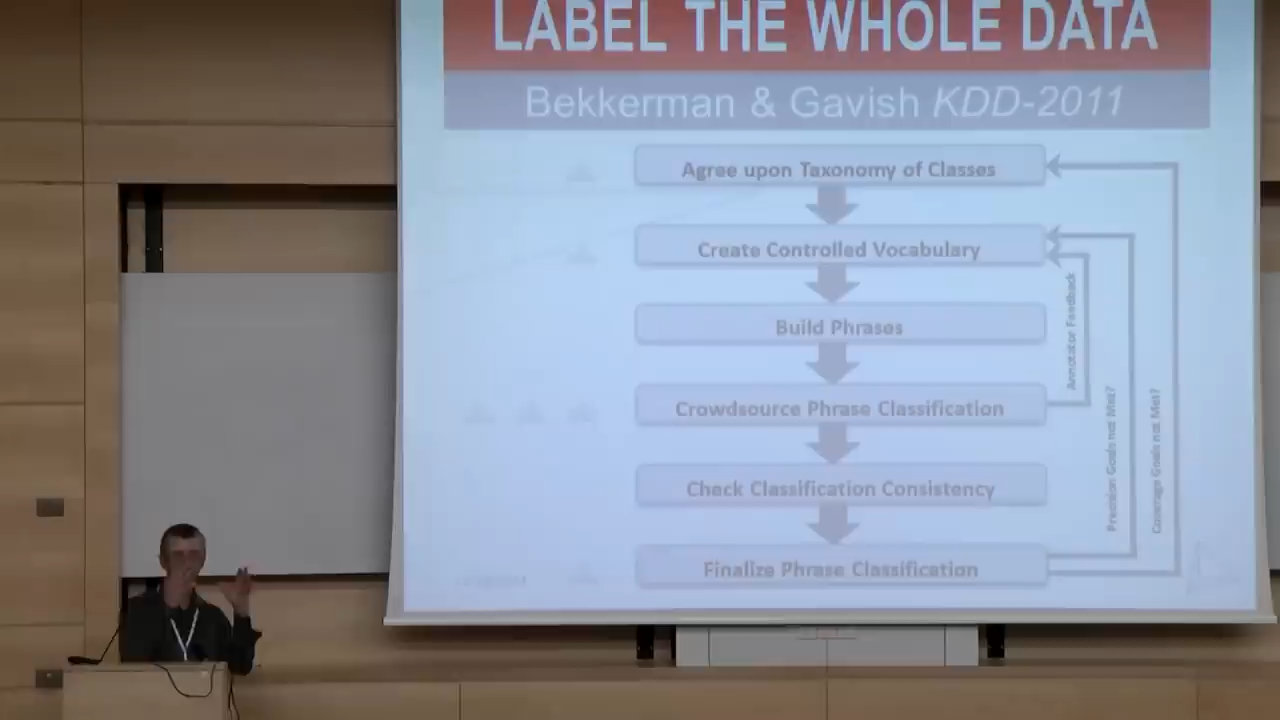 LABEL THE WHOLE DATA
Bekkerman & Gavish KDD-2011
Agree upon Taxonomy of Classes
Create Controlled Vocabulary
Build Phrases
Crowdsource Phrase Classification
Check Classification Consistency
Finalize Phrase Classification
Annotator Feedback
Precision Goals not Met?
Coverage Goals not Met?